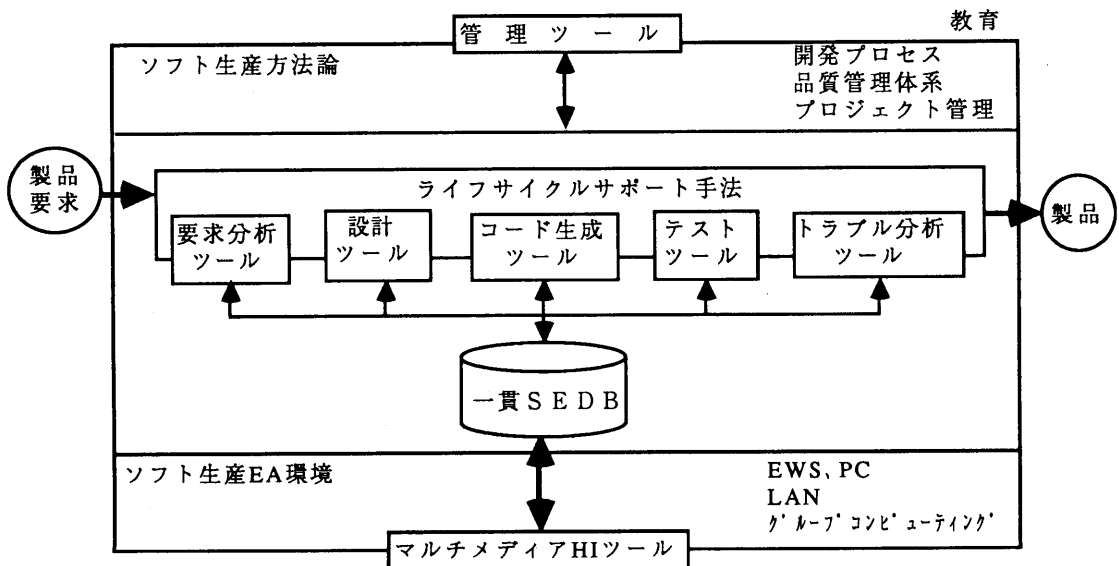 教育
管理ツール
ソフト生産方法論
開発プロセス
品質管理体系
プロジェクト管理
製品
要求
ライフサイクルサポート手法
要求分析
ツール
設計
ツール
コード生成
ツール
テスト
ツール
トラブル分析
ツール
製品
一貫SEDB
ソフト生産EA環境
EWS, PC
LAN
グループコンピューティング
マルチメディアHIツール